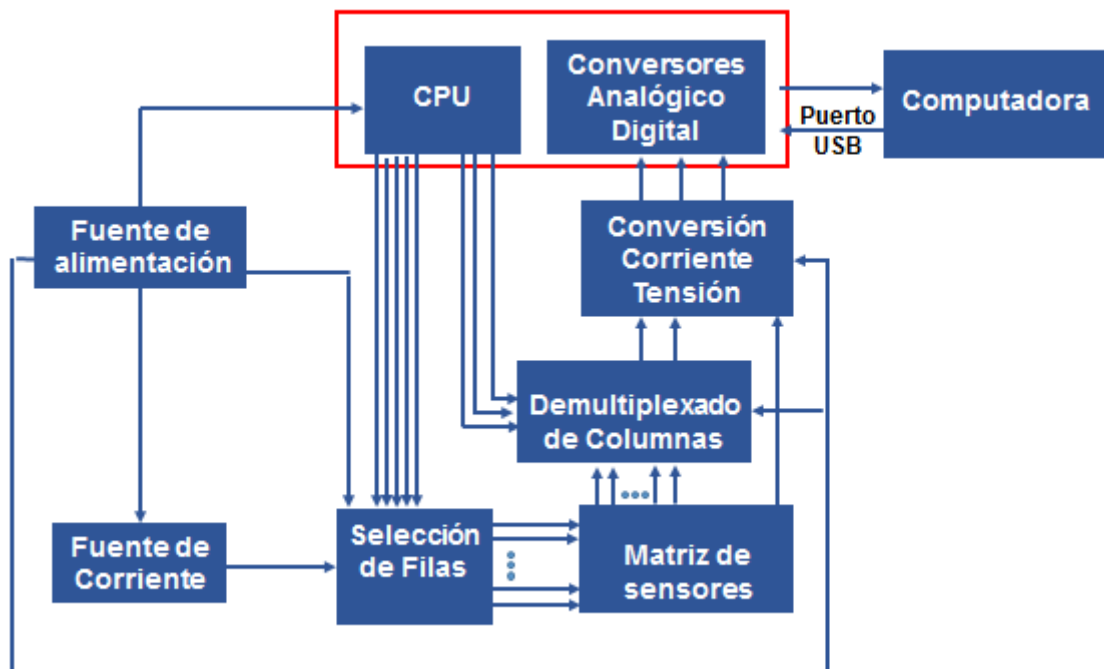 CPU
Conversores
Analógico
Digital
Puerto
USB
Computadora
Fuente de
alimentación
Conversión
Corriente
Tensión
Demultiplexado
de Columnas
Fuente de
Corriente
Selección
de Filas
Matriz de
sensores